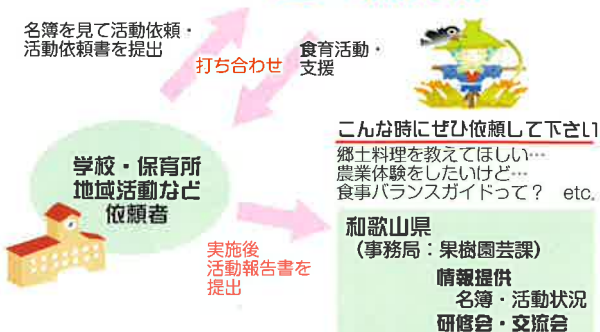 名簿を見て活動依頼・
活動依頼書を提出
打ち合わせ
食育活動・
支援
こんな時にぜひ依頼して下さい
郷土料理を教えてほしい…
農業体験をしたいけど…
食事バランスガイドって? etc.
学校・保育所
地域活動など
依頼者
実施後
活動報告書を
提出
和歌山県
(事務局:果樹園芸課)
情報提供
名簿・活動状況
研修会・交流会